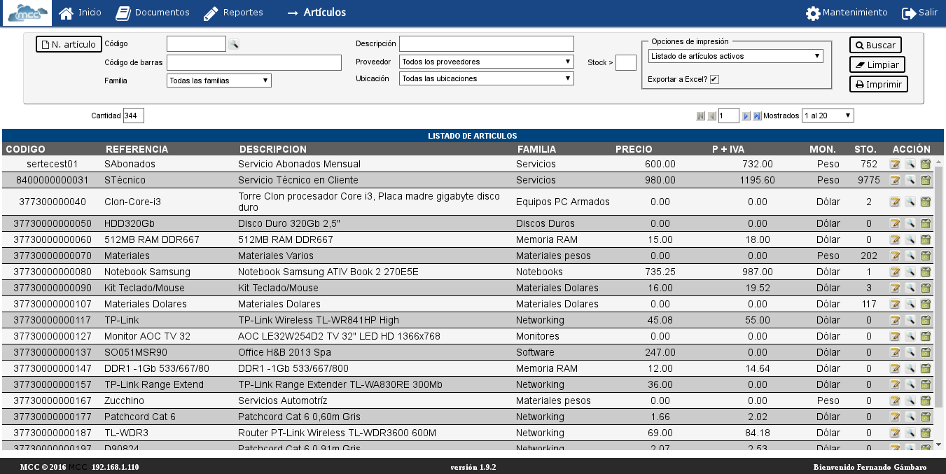 MCC Inicio Documentos Reportes → Artículos Mantenimiento Salir
N. artículo Código Descripción Opciones de impresión Buscar
Código de barras Proveedor Todos los proveedores Stock > Listado de artículos activos Limpiar
Familia Todas las familias Ubicación Todas las ubicaciones Exportar a Excel? Imprimir
Cantidad 344 1 Mostrados 1 al 20
LISTADO DE ARTICULOS
CODIGO REFERENCIA DESCRIPCION FAMILIA PRECIO P + IVA MON. STO. ACCIÓN
sertecest01 SAbonados Servicio Abonados Mensual Servicios 600.00 732.00 Peso 752
8400000000031 STècnico Servicio Tècnico en Cliente Servicios 980.00 1195.60 Peso 9775
377300000040 Clon-Core-i3 Torre Clon procesador Core i3, Placa madre gigabyte disco duro Equipos PC Armados 0.00 0.00 Dólar 2
37730000000050 HDD320Gb Disco Duro 320Gb 2,5" Discos Duros 0.00 0.00 Dólar 0
37730000000060 512MB RAM DDR667 512MB RAM DDR667 Memoria RAM 15.00 18.00 Dólar 0
37730000000070 Materiales Materiales Varios Materiales pesos 0.00 0.00 Peso 202
37730000000080 Notebook Samsung Notebook Samsung ATIV Book 2 270E5E Notebooks 735.25 987.00 Dólar 1
37730000000090 Kit Teclado/Mouse Kit Teclado/Mouse Materiales Dolares 16.00 19.52 Dólar 3
37730000000107 Materiales Dolares Materiales Dolares Materiales Dolares 0.00 0.00 Dólar 117
37730000000117 TP-Link TP-Link Wireless TL-WR841HP High Networking 45.08 55.00 Dólar 0
37730000000127 Monitor AOC TV 32 AOC LE32W254D2 TV 32" LED HD 1366x768 Monitores 0.00 0.00 Dólar 0
37730000000137 SO051MSR90 Office H&B 2013 Spa Software 247.00 0.00 Dólar 0
37730000000147 DDR1 -1Gb 533/667/80 DDR1 -1Gb 533/667/800 Memoria RAM 12.00 14.64 Dólar 0
37730000000157 TP-Link Range Extend TP-Link Range Extender TL-WA830RE 300Mb Networking 36.00 0.00 Dólar 0
37730000000167 Zucchino Servicios Automotríz Materiales pesos 0.00 0.00 Peso 0
37730000000177 Patchcord Cat 6 Patchcord Cat 6 0,60m Gris Networking 1.66 2.02 Dólar 0
37730000000187 TL-WDR3 Router PT-Link Wireless TL-WDR3600 600M Networking 69.00 84.18 Dólar 0
37730000000197 D90824 Patchcord Cat 6 0,91m Gris Networking 2.07 2.53 Dólar 0
MCC © 2016 MCC 192.168.1.110 versión 1.9.2 Bienvenido Fernando Gámbaro